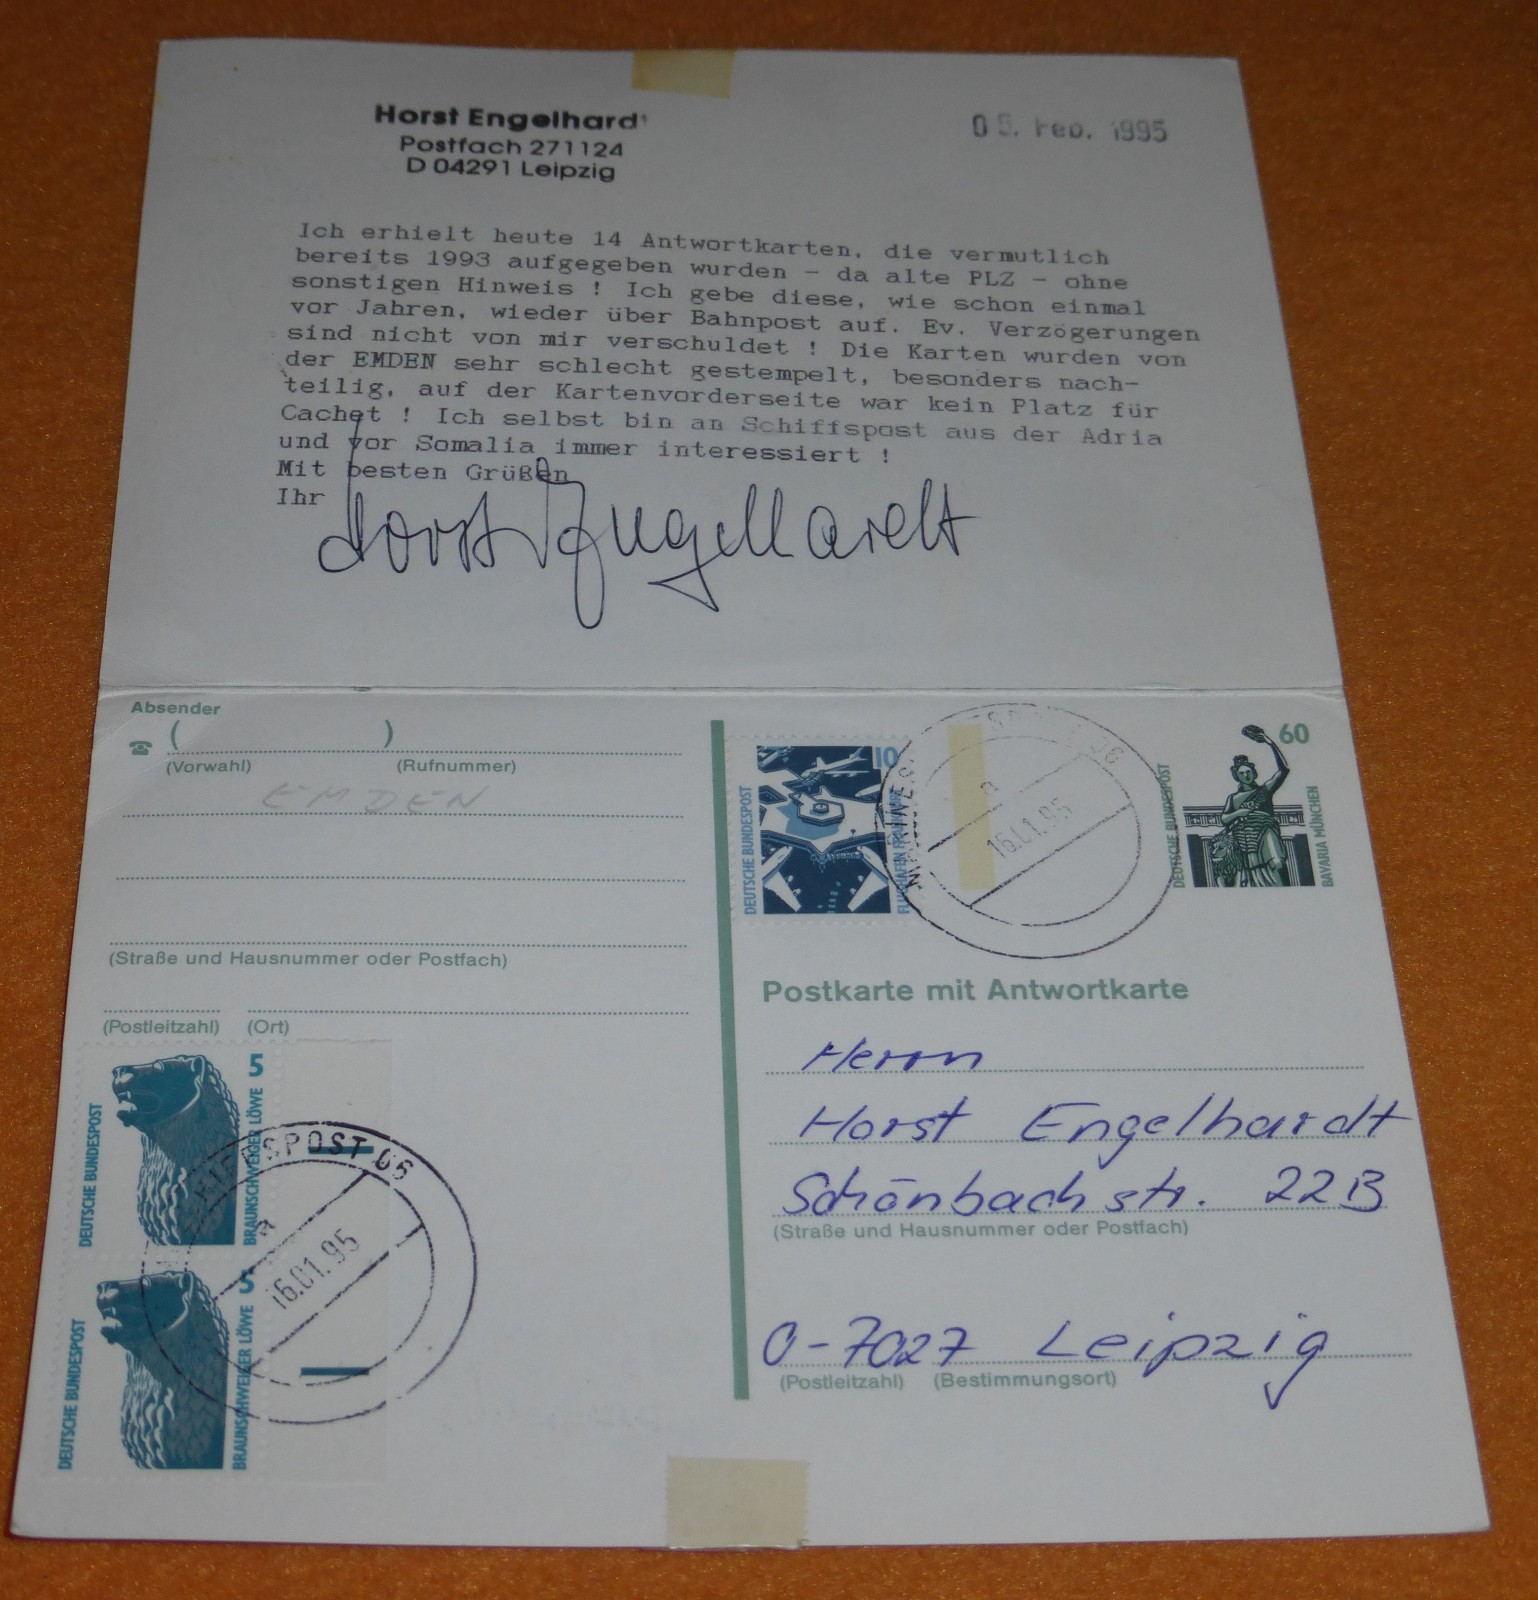 Horst Engelhard
Postfach 271124
D 04291 Leipzig
05. Feb. 1995
Ich erhielt heute 14 Antwortkarten, die vermutlich
bereits 1993 aufgegeben wurden - da alte PLZ - ohne
sonstigen Hinweis ! Ich gebe diese, wie schon einmal
vor Jahren, wieder über Bahnpost auf. Ev. Verzögerungen
sind nicht von mir verschuldet ! Die Karten wurden von
der EMDEN sehr schlecht gestempelt, besonders nach-
teilig, auf der Kartenvorderseite war kein Platz für
Cachet ! Ich selbst bin an Schiffspost aus der Adria
und vor Somalia immer interessiert !
Mit besten Grüßen
Ihr
Horst Engelhardt
Absender
( )
(Vorwahl) (Rufnummer)
EMDEN
(Straße und Hausnummer oder Postfach)
(Postleitzahl) (Ort)
10
DEUTSCHE BUNDESPOST
FLUGHAFEN
06
a
16.01.95
60
DEUTSCHE BUNDESPOST
BAVARIA MÜNCHEN
Postkarte mit Antwortkarte
Herrn
Horst Engelhardt
Schönbachstr. 22B
(Straße und Hausnummer oder Postfach)
O-7027 Leipzig
(Postleitzahl) (Bestimmungsort)
5
DEUTSCHE BUNDESPOST
BRAUNSCHWEIGER LÖWE
06
a
16.01.95
5
DEUTSCHE BUNDESPOST
BRAUNSCHWEIGER LÖWE